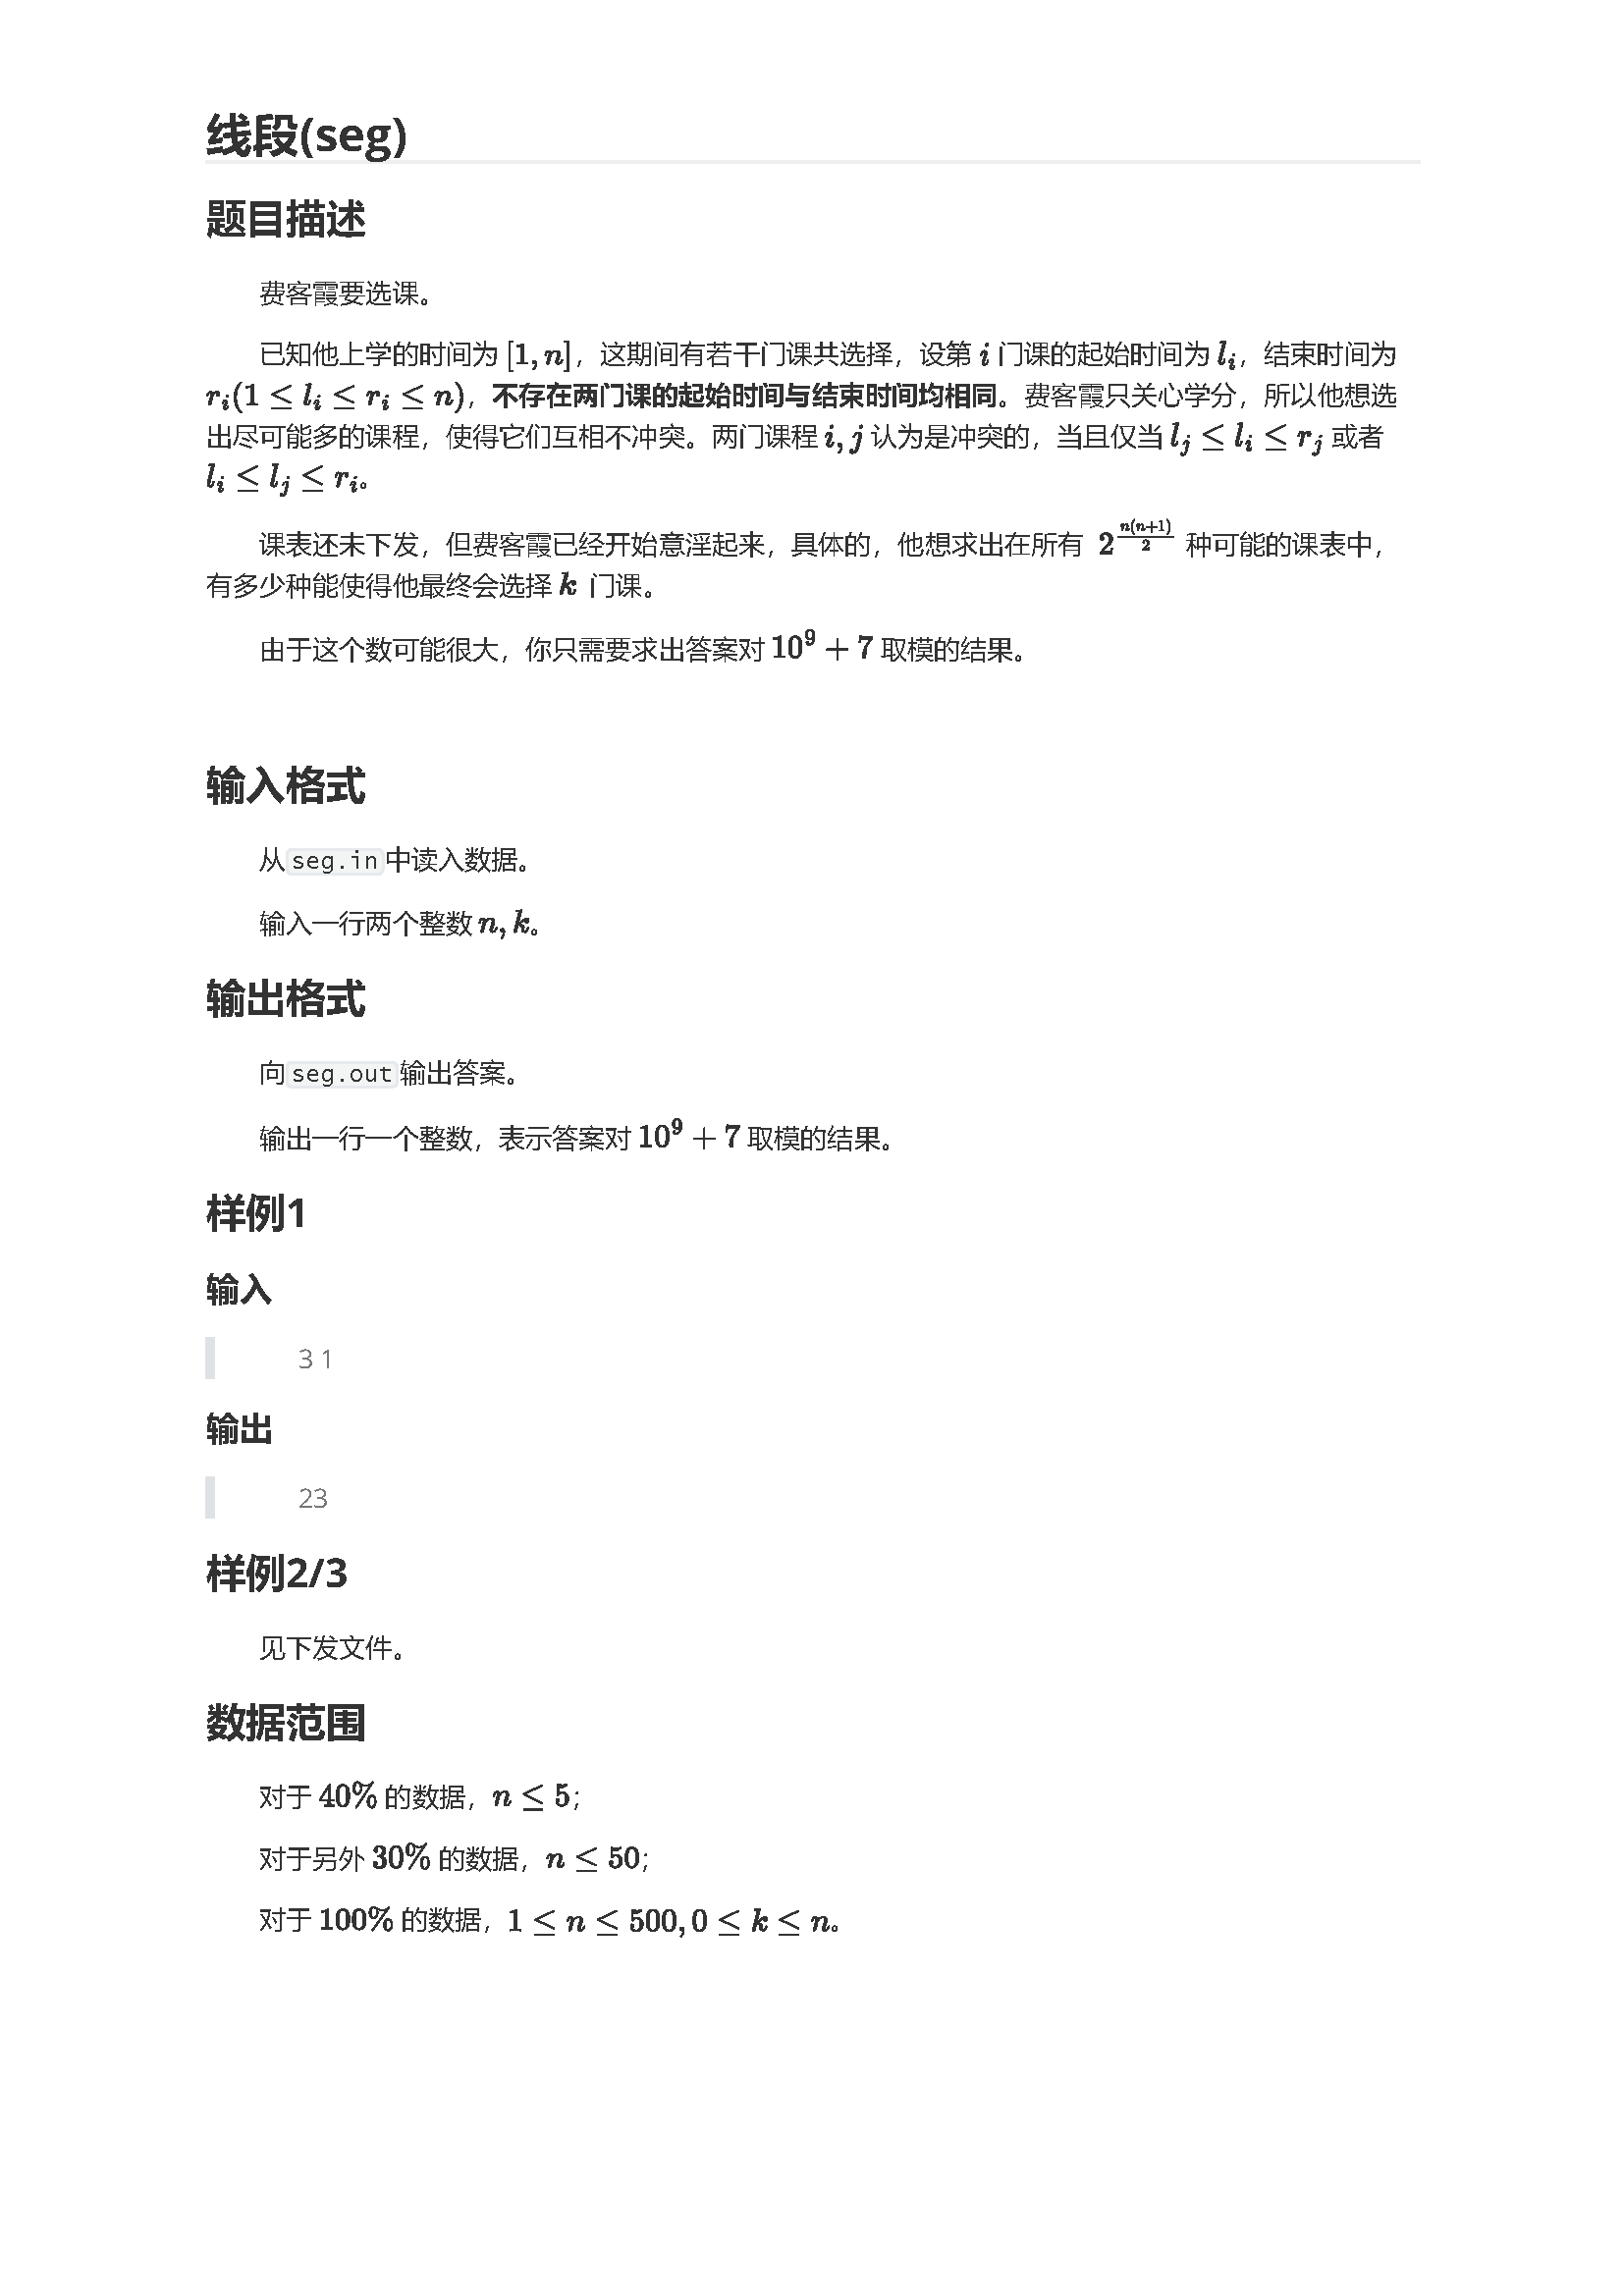 线段(seg)
题目描述
费客霞要选课。
已知他上学的时间为 [1, n]，这期间有若干门课共选择，设第 i 门课的起始时间为 l_i，结束时间为
r_i(1 ≤ l_i ≤ r_i ≤ n)，不存在两门课的起始时间与结束时间均相同。费客霞只关心学分，所以他想选
出尽可能多的课程，使得它们互相不冲突。两门课程 i, j 认为是冲突的，当且仅当 l_j ≤ l_i ≤ r_j 或者
l_i ≤ l_j ≤ r_i。
课表还未下发，但费客霞已经开始意淫起来，具体的，他想求出在所有 2^{\frac{n(n+1)}{2}} 种可能的课表中，
有多少种能使得他最终会选择 k 门课。
由于这个数可能很大，你只需要求出答案对 10^9 + 7 取模的结果。
输入格式
从seg.in中读入数据。
输入一行两个整数 n, k。
输出格式
向seg.out输出答案。
输出一行一个整数，表示答案对 10^9 + 7 取模的结果。
样例1
输入
3 1
输出
23
样例2/3
见下发文件。
数据范围
对于 40% 的数据，n ≤ 5；
对于另外 30% 的数据，n ≤ 50；
对于 100% 的数据，1 ≤ n ≤ 500, 0 ≤ k ≤ n。